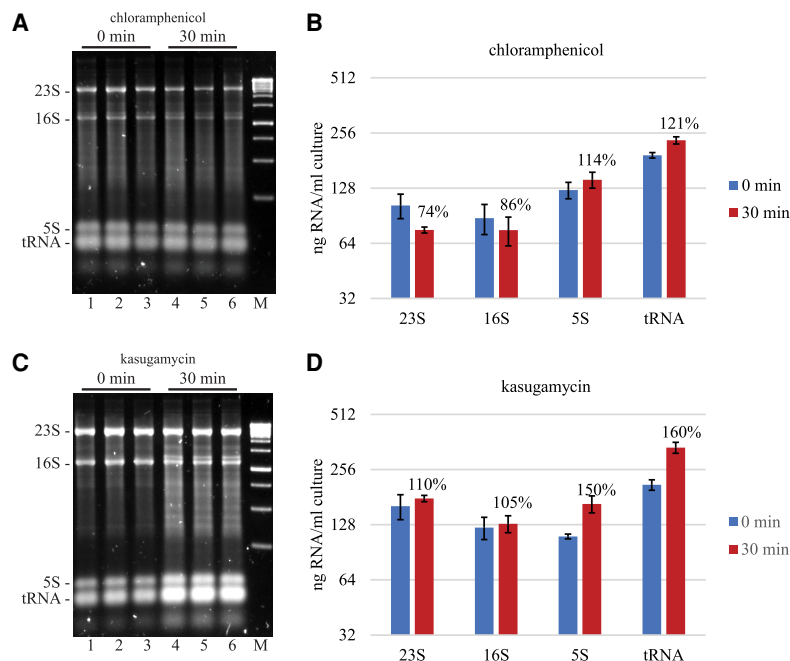 A
chloramphenicol
0 min 30 min
23S -
16S -
5S -
tRNA -
1 2 3 4 5 6 M
B
chloramphenicol
ng RNA/ml culture
512
256
128
64
32
74%
86%
114%
121%
23S 16S 5S tRNA
0 min
30 min
C
kasugamycin
0 min 30 min
23S -
16S -
5S -
tRNA -
1 2 3 4 5 6 M
D
kasugamycin
ng RNA/ml culture
512
256
128
64
32
110%
105%
150%
160%
23S 16S 5S tRNA
0 min
30 min